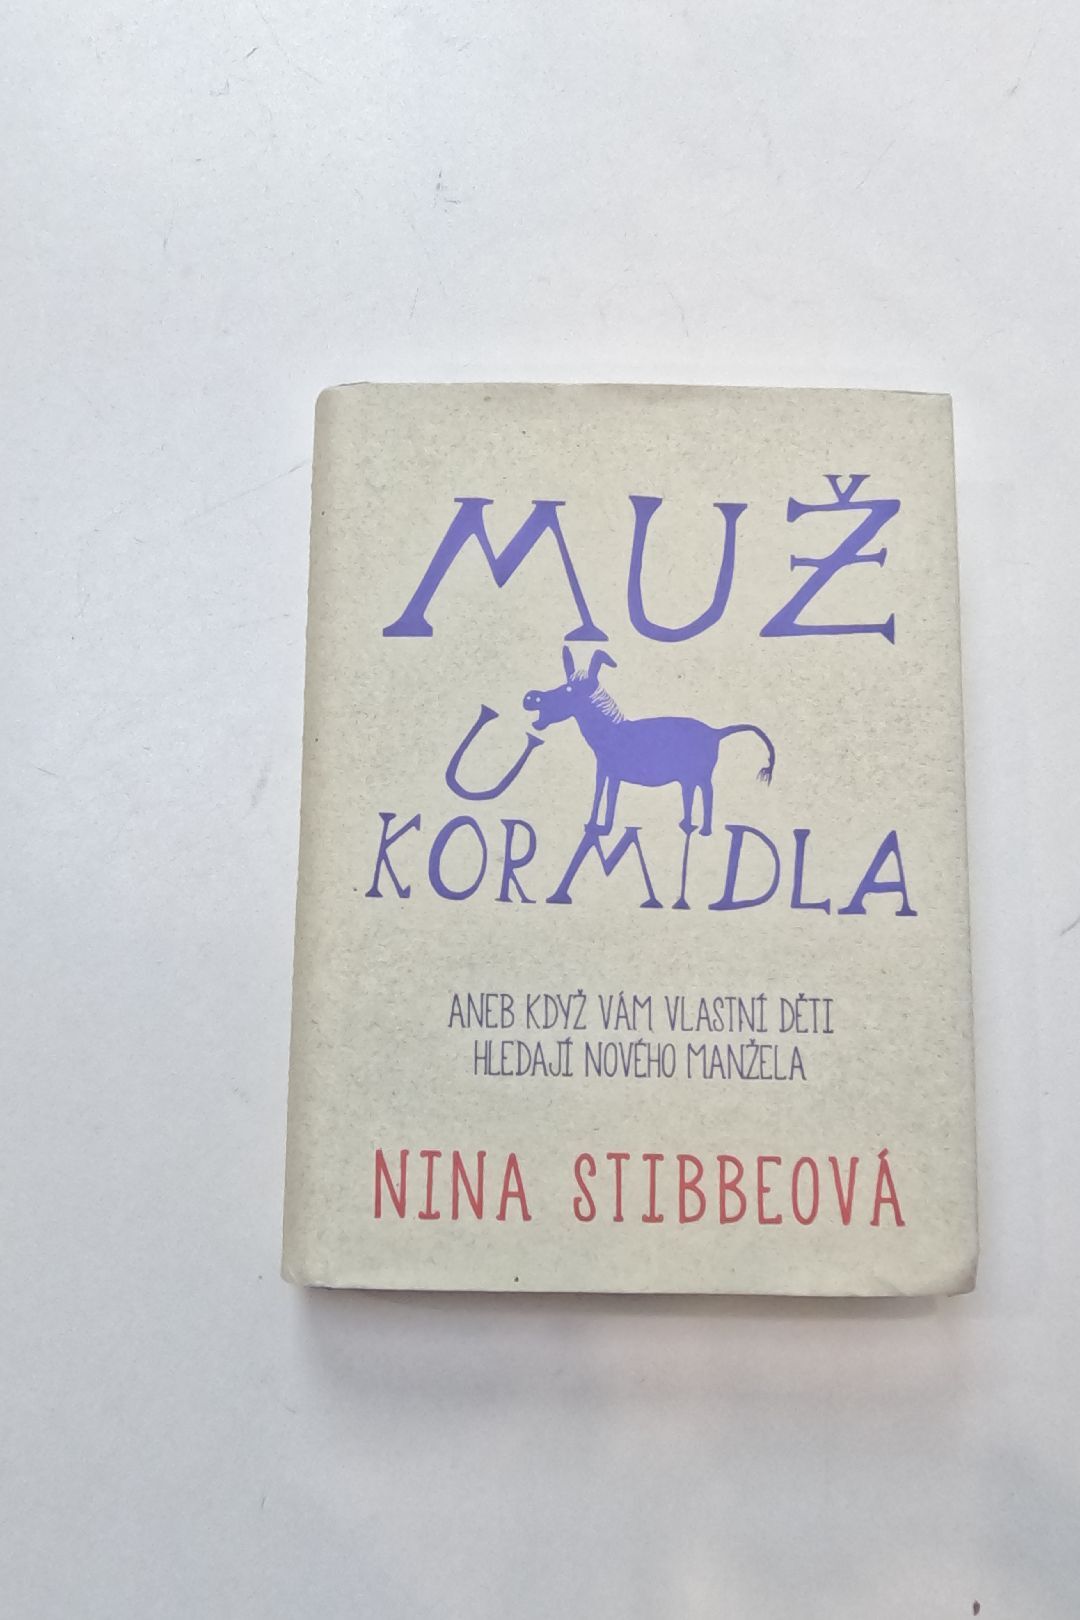 MUŽ
U
KORMIDLA
ANEB KDYŽ VÁM VLASTNÍ DĚTI
HLEDAJÍ NOVÉHO MANŽELA
NINA STIBBEOVÁ